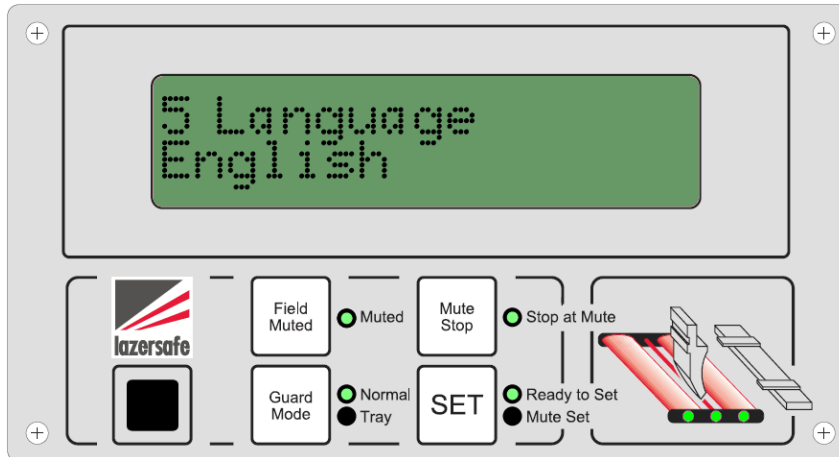 5 Language
English
lazersafe
Field
Muted
Muted
Mute
Stop
Stop at Mute
Guard
Mode
Normal
Tray
SET
Ready to Set
Mute Set